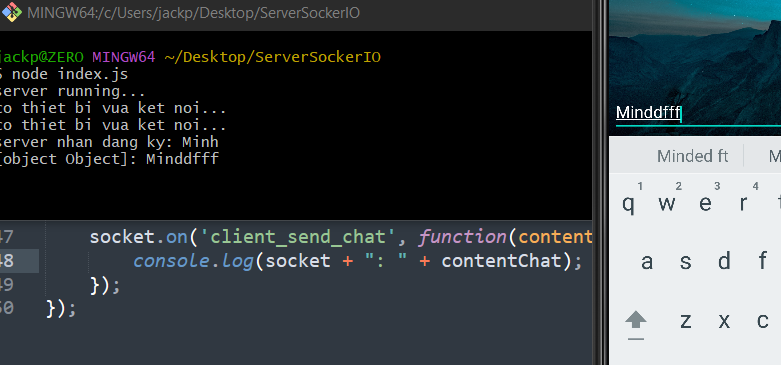 MINGW64:/c/Users/jackp/Desktop/ServerSockerIO
jackp@ZERO MINGW64 ~/Desktop/ServerSockerIO
$ node index.js
server running...
co thiet bi vua ket noi...
co thiet bi vua ket noi...
server nhan dang ky: Minh
[object Object]: Minddfff
47 socket.on('client_send_chat', function(content
48 console.log(socket + ": " + contentChat);
49 });
50 });
Minddfff
Minded ft M
1 2 3 4
q w e r
a s d f
z x c